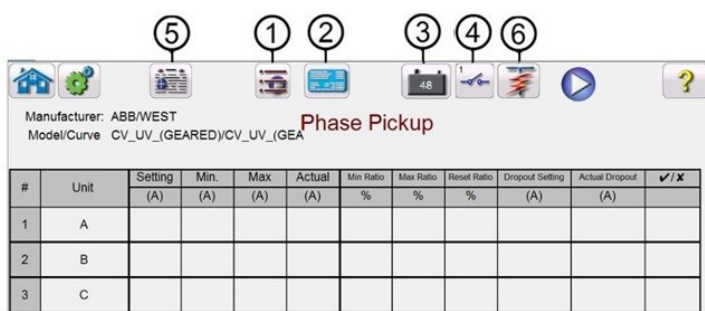 5 1 2 3 4 6
48 1 ?
Manufacturer: ABB/WEST
Model/Curve CV_UV_(GEARED)/CV_UV_(GEA
Phase Pickup
# Unit Setting Min. Max Actual Min Ratio Max Ratio Reset Ratio Dropout Setting Actual Dropout ✔/✘
(A) (A) (A) (A) % % % (A) (A)
1 A
2 B
3 C